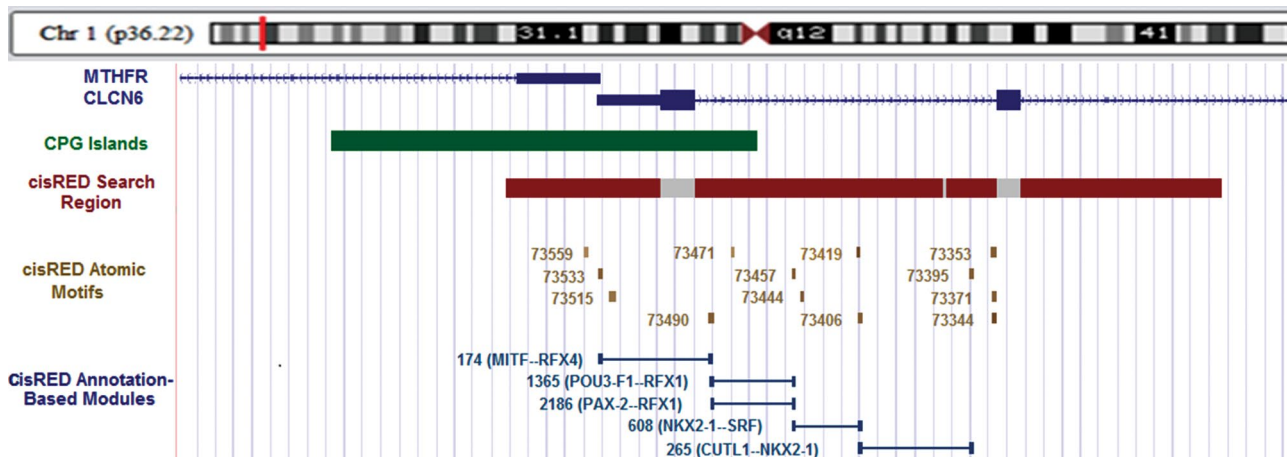 Chr 1 (p36.22) 31.1 q12 41
MTHFR
CLCN6
CPG Islands
cisRED Search
Region
cisRED Atomic
Motifs
73559 73471 73419 73353
73533 73457 73395
73515 73444 73371
73490 73406 73344
cisRED Annotation-
Based Modules
174 (MITF--RFX4)
1365 (POU3-F1--RFX1)
2186 (PAX-2--RFX1)
608 (NKX2-1--SRF)
265 (CUTL1--NKX2-1)